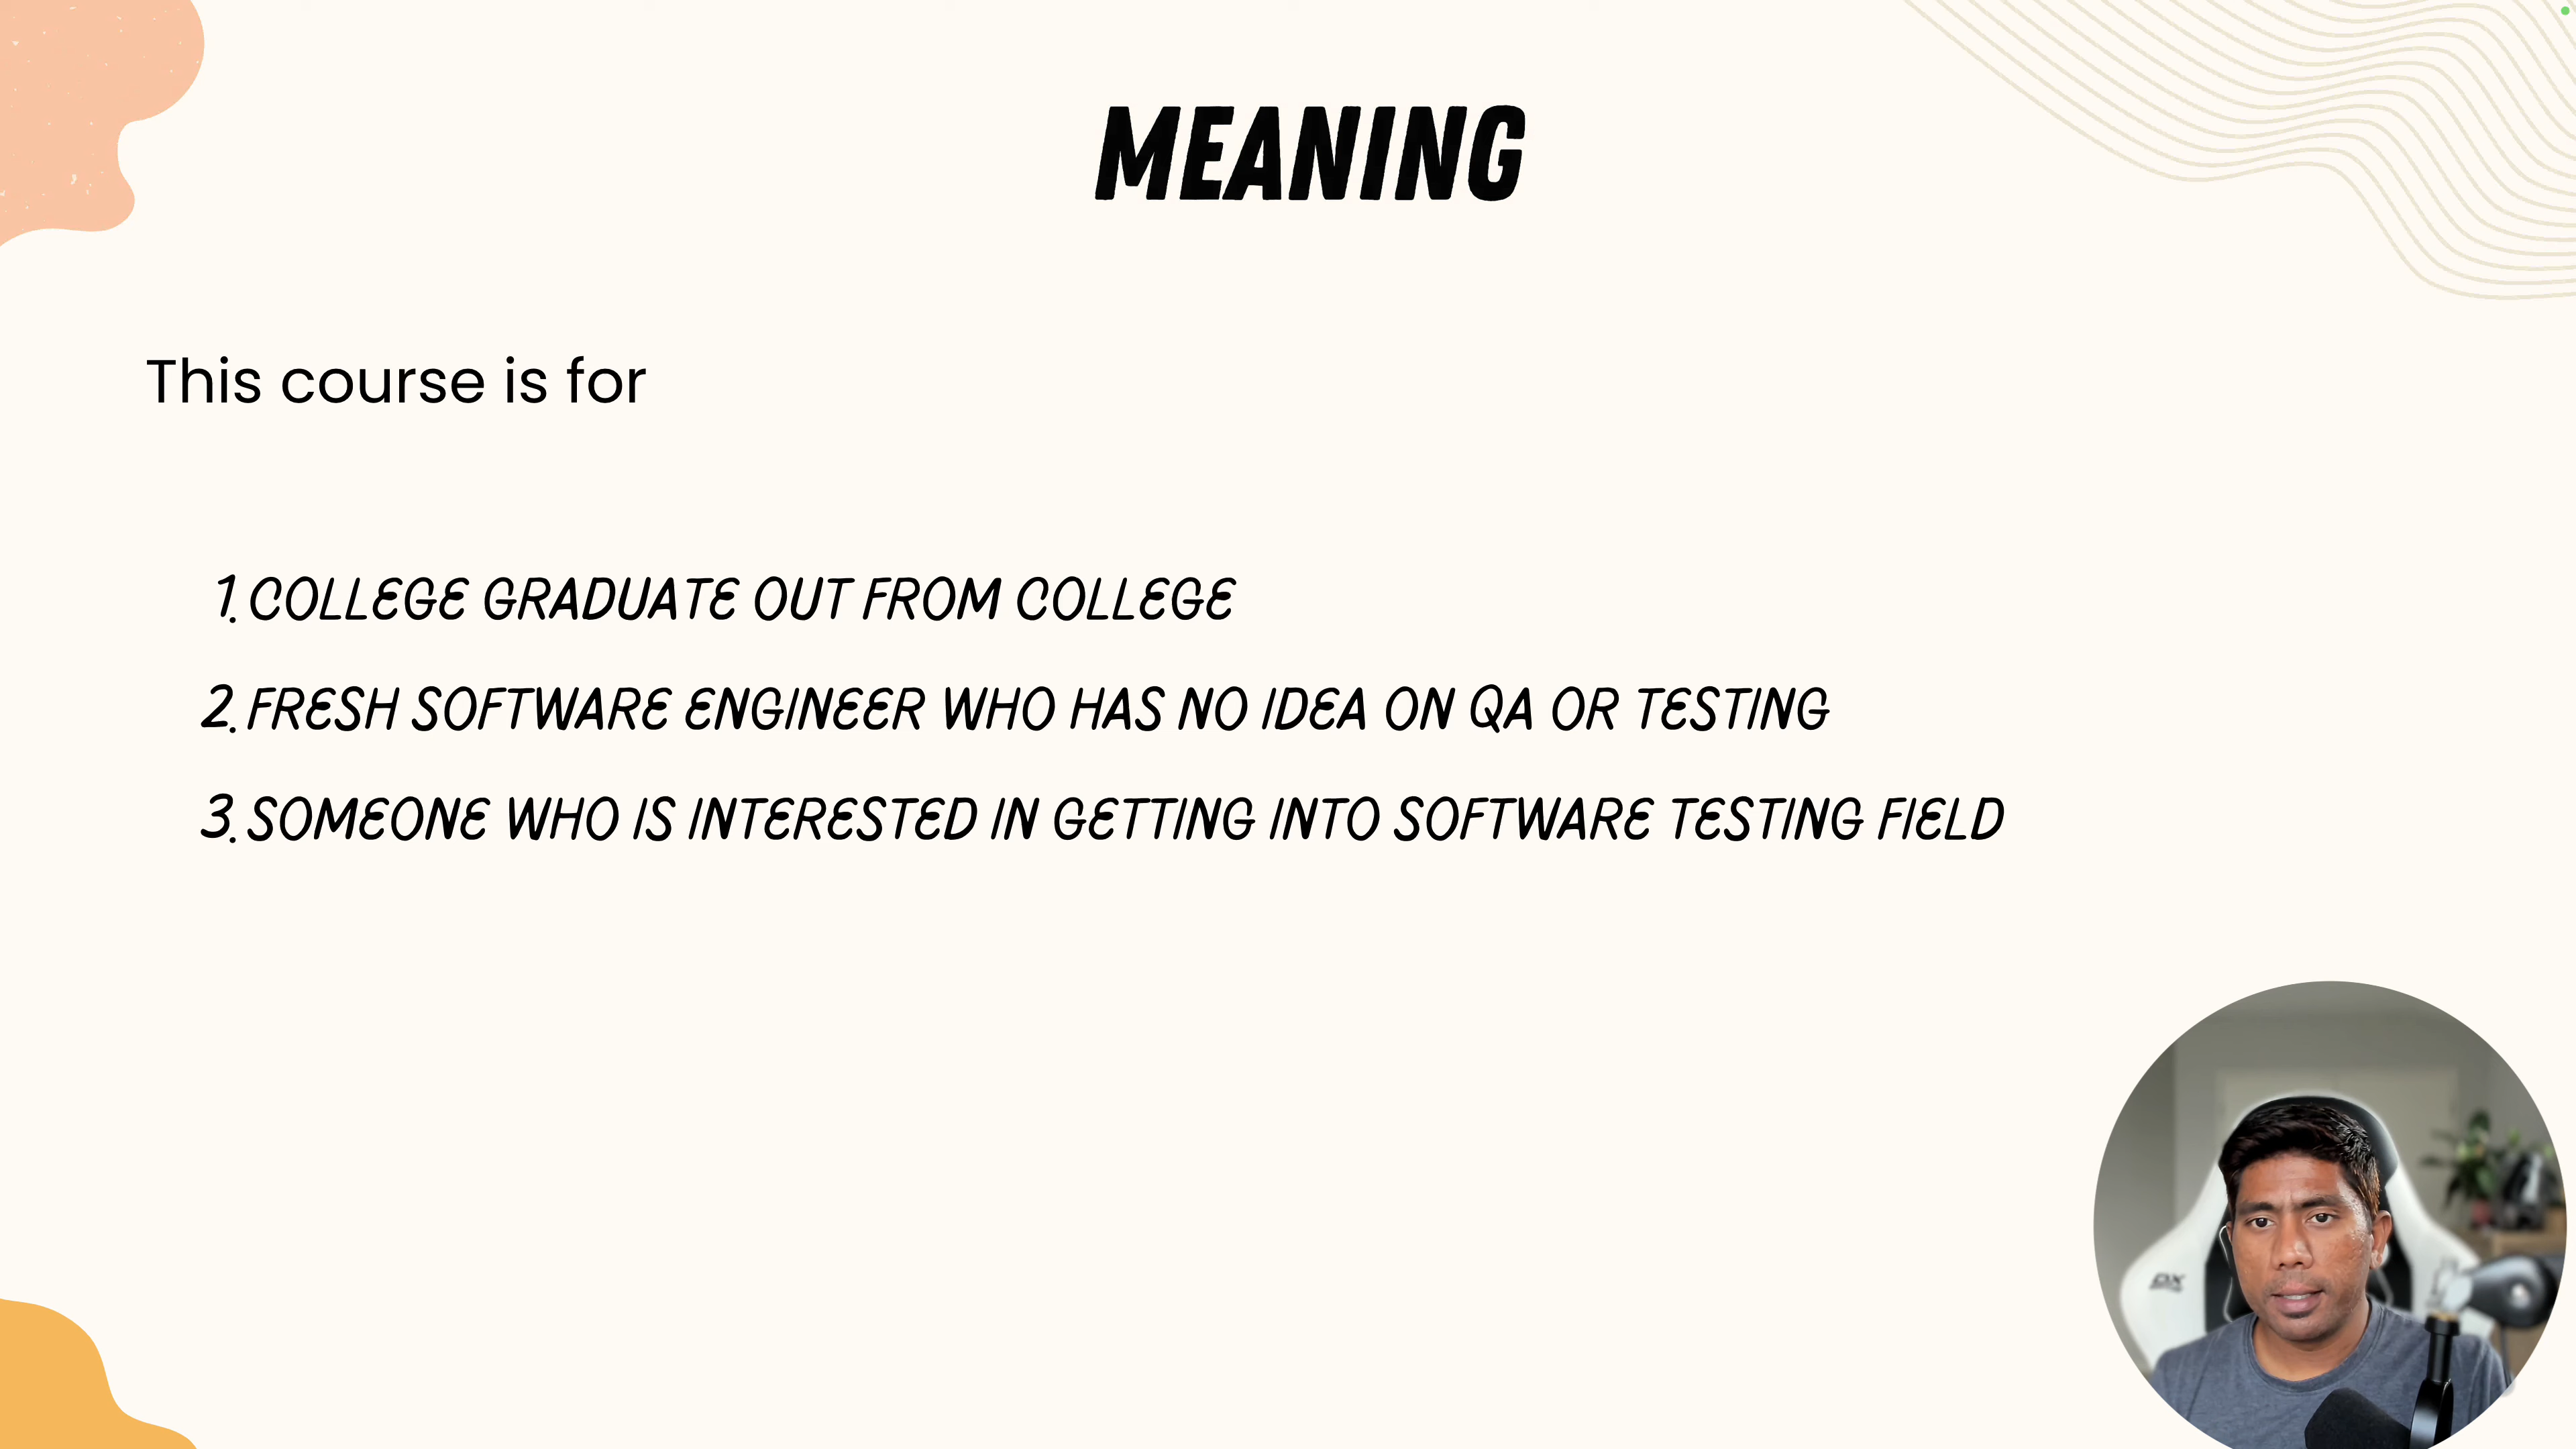 MEANING
This course is for
1. COLLEGE GRADUATE OUT FROM COLLEGE
2. FRESH SOFTWARE ENGINEER WHO HAS NO IDEA ON QA OR TESTING
3. SOMEONE WHO IS INTERESTED IN GETTING INTO SOFTWARE TESTING FIELD
DX